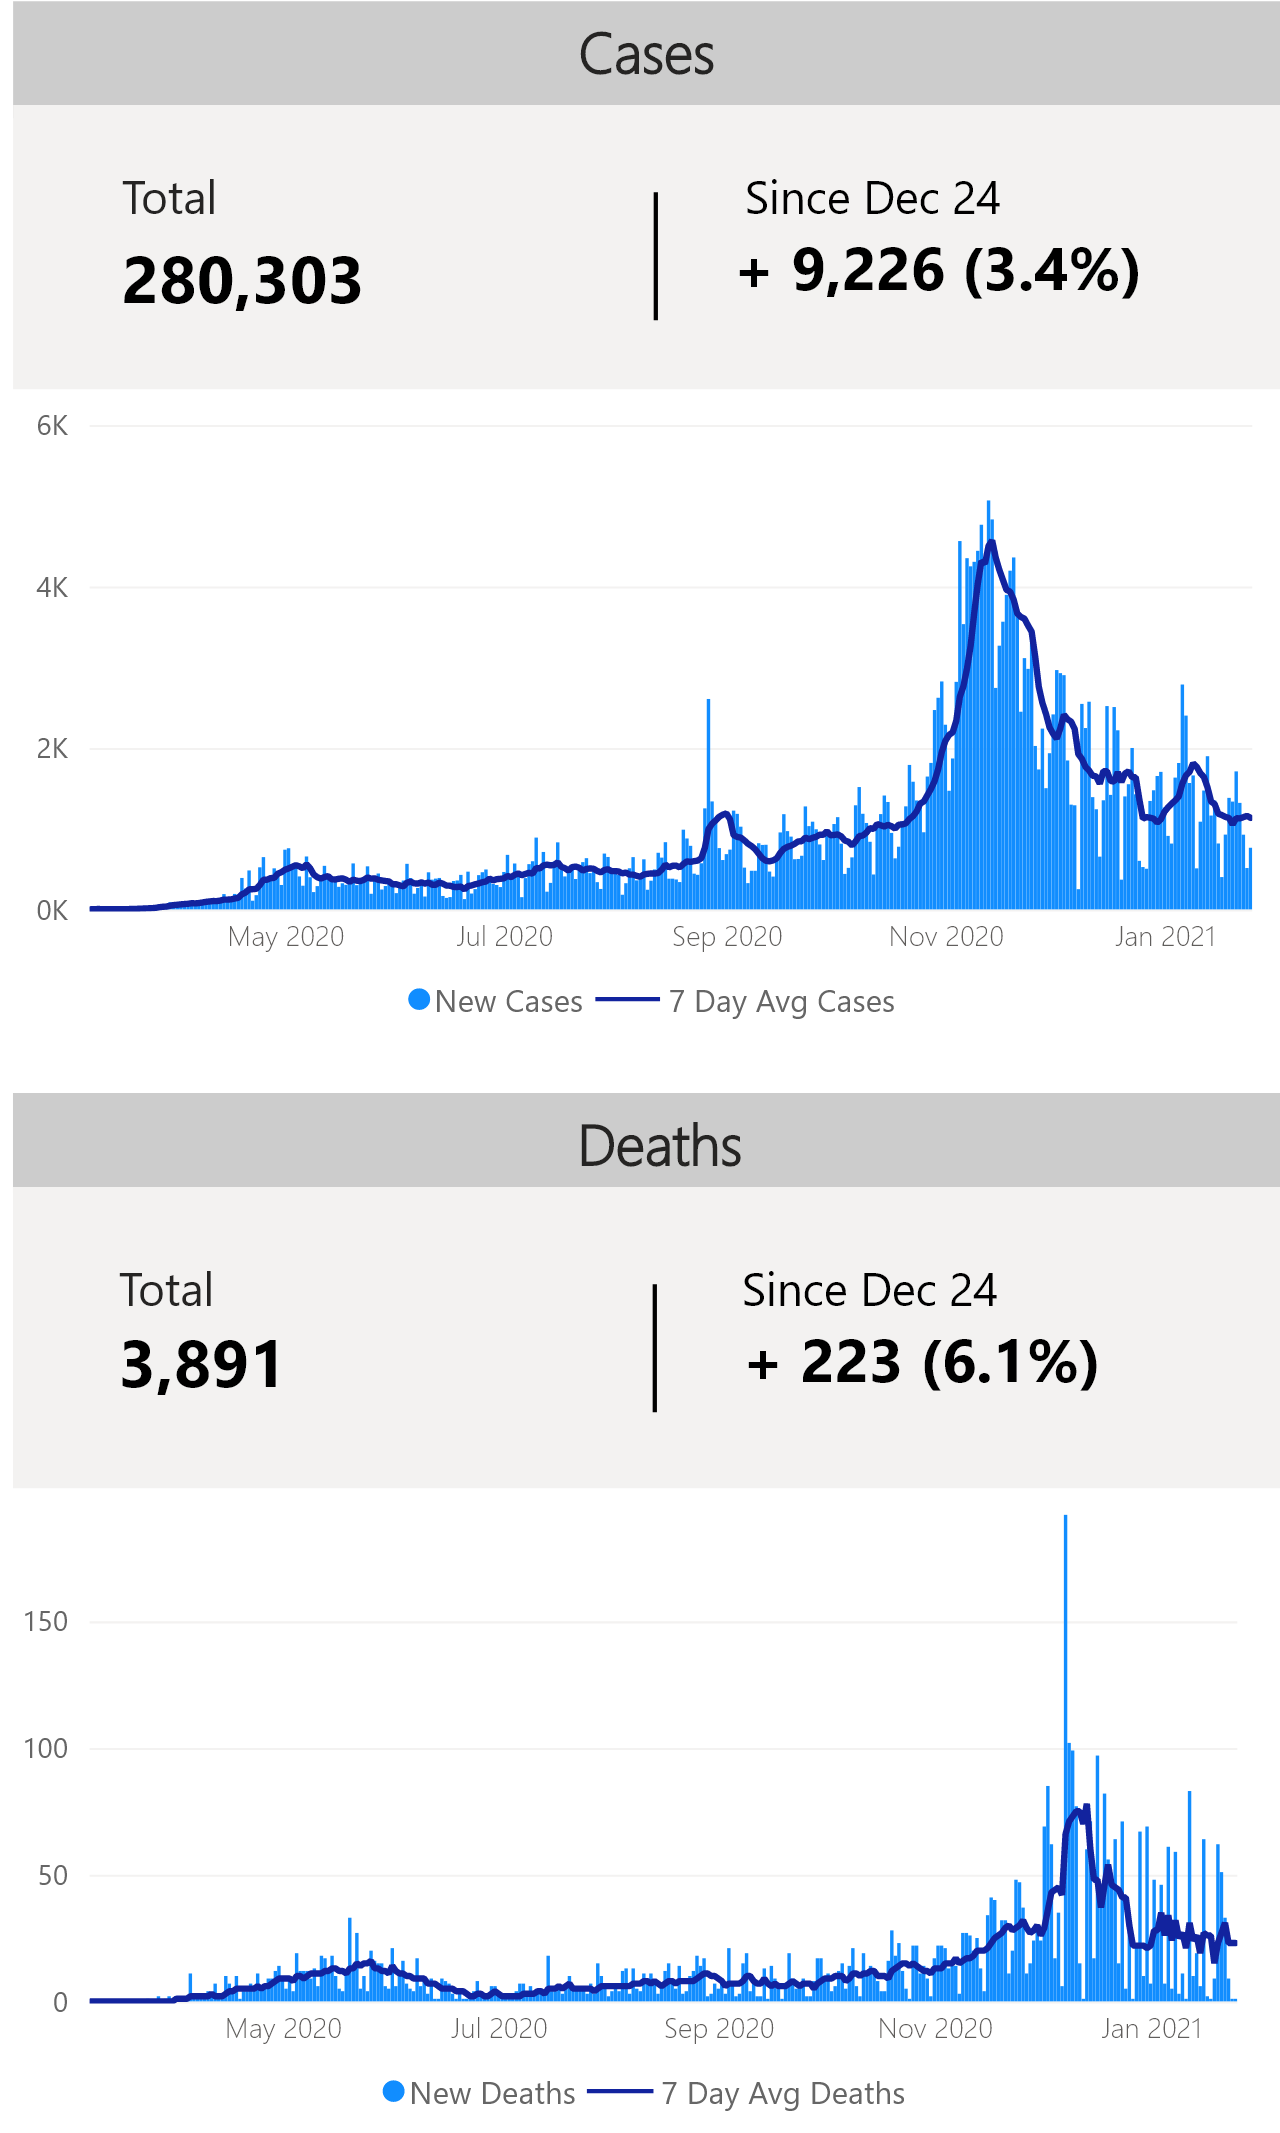 Cases
Total
Since Dec 24
280,303
+ 9,226 (3.4%)
6K
4K
2K
0K
May 2020
Jul 2020
Sep 2020
Nov 2020
Jan 2021
New Cases
7 Day Avg Cases
Deaths
Total
Since Dec 24
3,891
+ 223 (6.1%)
150
100
50
0
May 2020
Jul 2020
Sep 2020
Nov 2020
Jan 2021
New Deaths
7 Day Avg Deaths